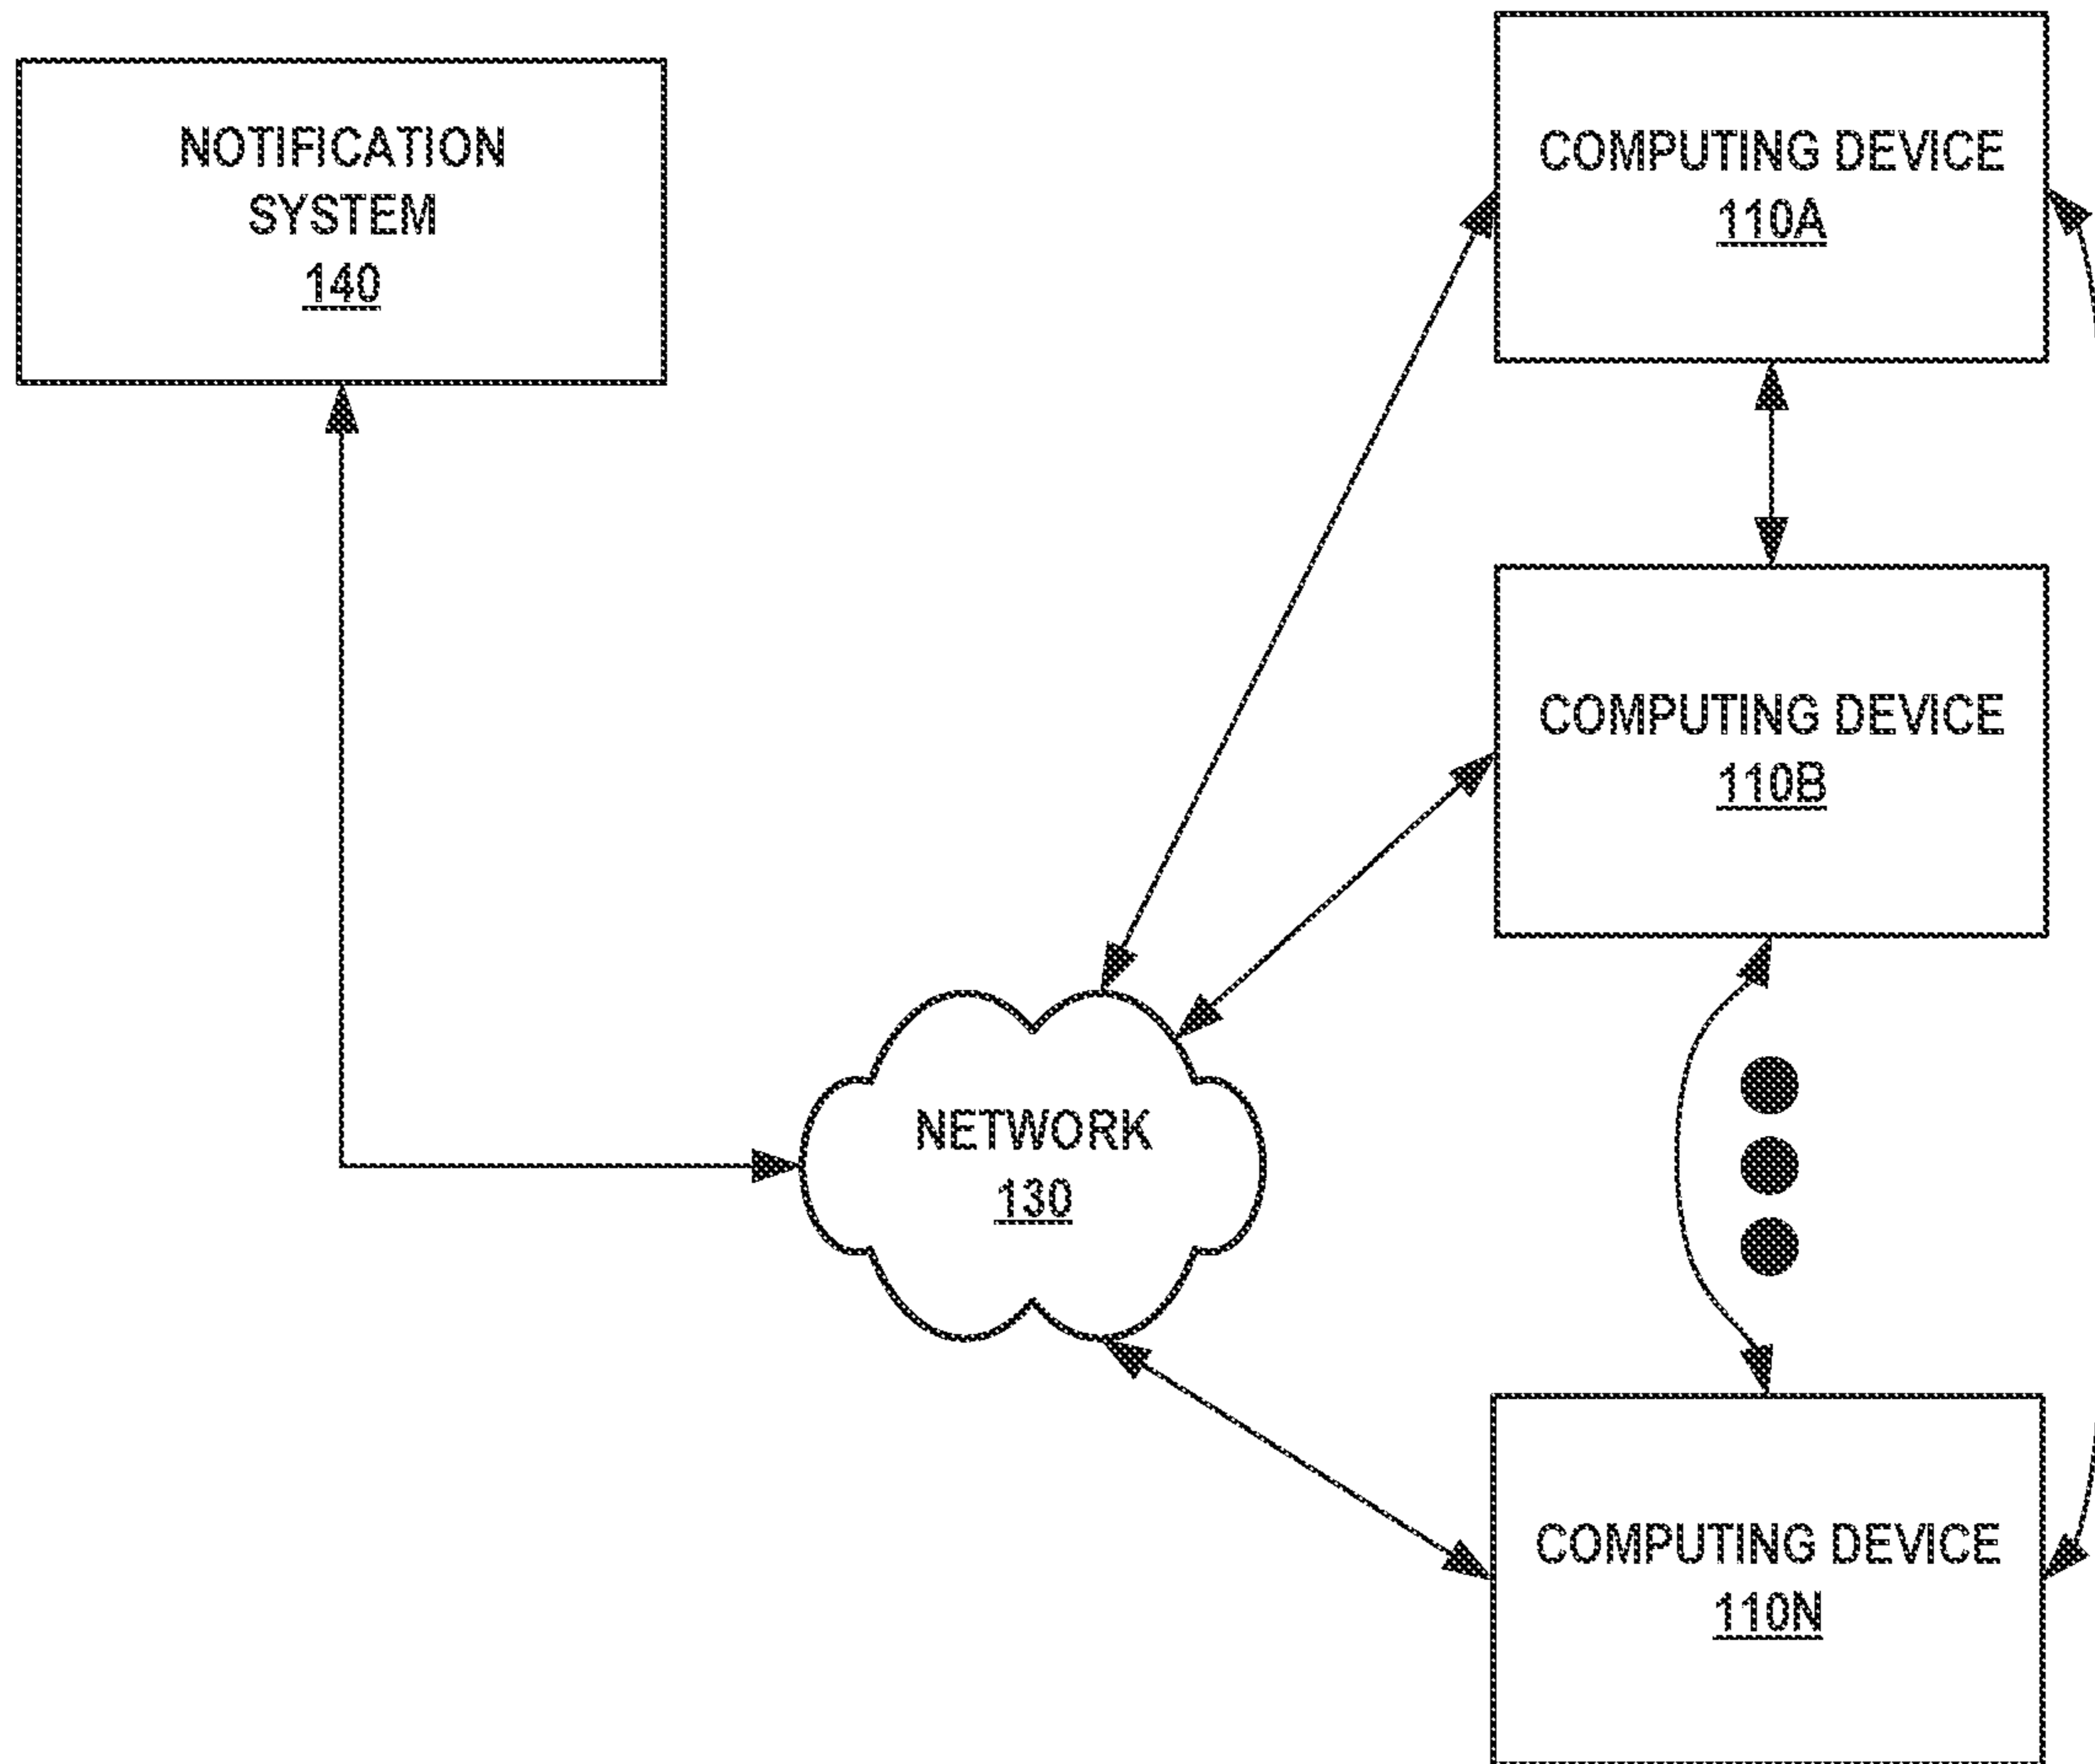 NOTIFICATION
SYSTEM
140
COMPUTING DEVICE
110A
COMPUTING DEVICE
110B
NETWORK
130
COMPUTING DEVICE
110N